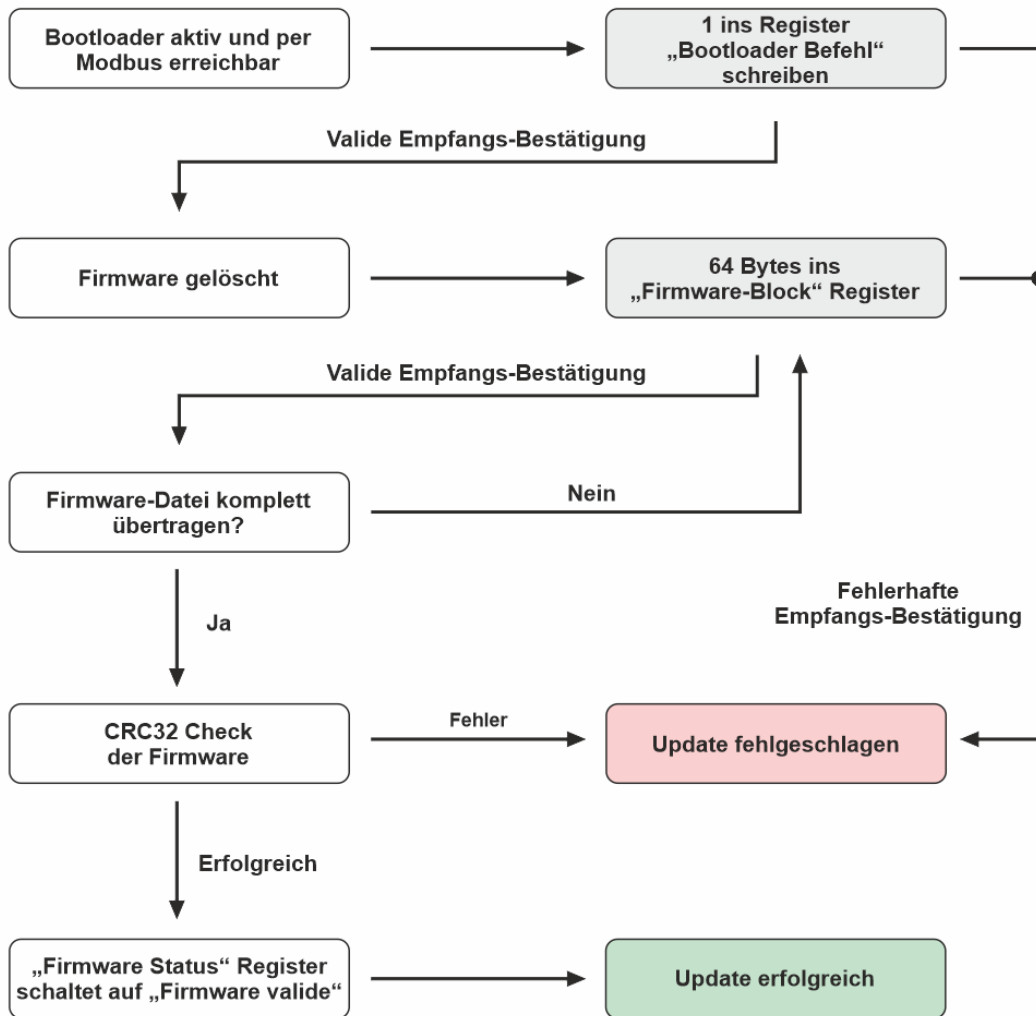 Bootloader aktiv und per
Modbus erreichbar
1 ins Register
„Bootloader Befehl“
schreiben
Valide Empfangs-Bestätigung
Firmware gelöscht
64 Bytes ins
„Firmware-Block“ Register
Valide Empfangs-Bestätigung
Firmware-Datei komplett
übertragen?
Nein
Fehlerhafte
Empfangs-Bestätigung
Ja
CRC32 Check
der Firmware
Fehler
Update fehlgeschlagen
Erfolgreich
„Firmware Status“ Register
schaltet auf „Firmware valide“
Update erfolgreich